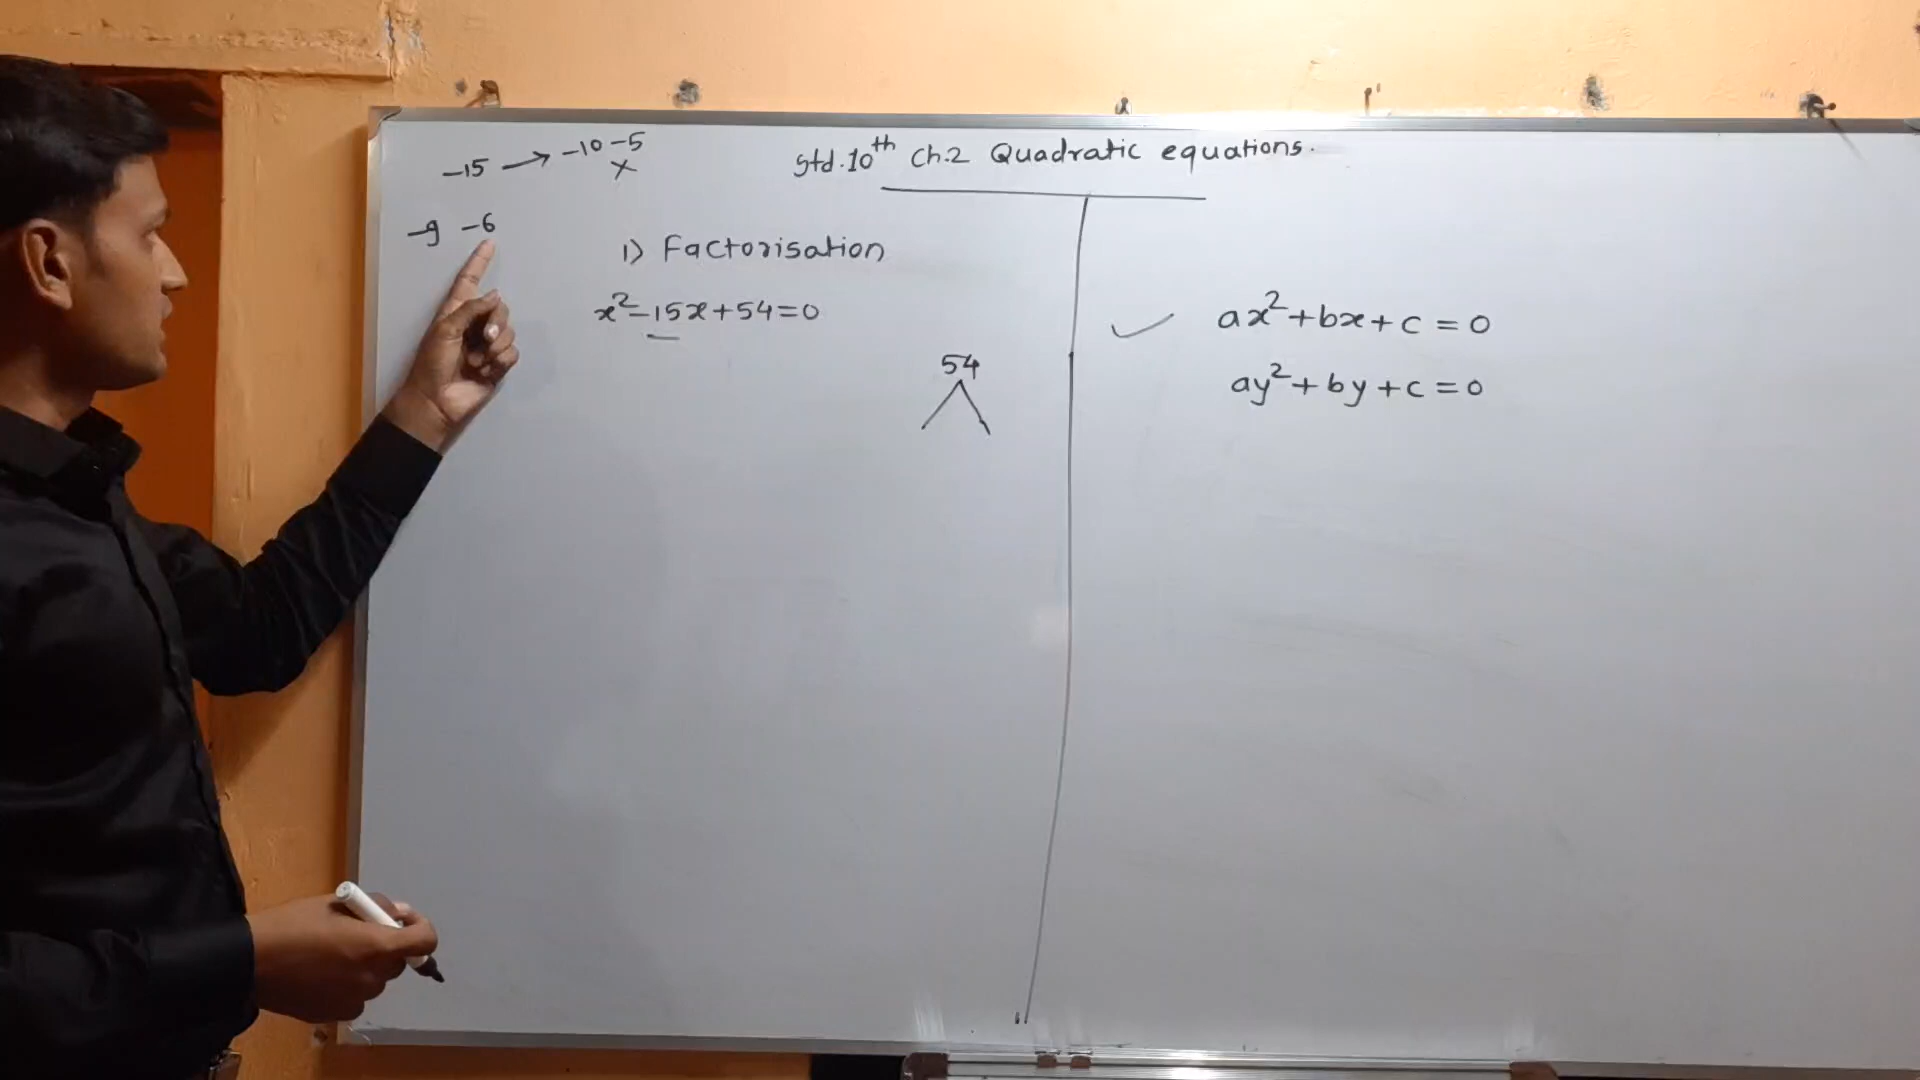 Std.10th Ch.2 Quadratic equations.
-15 → -10 -5
×
-9 -6
1) Factorisation
x²-15x+54=0
54
✓ ax²+bx+c=0
ay²+by+c=0